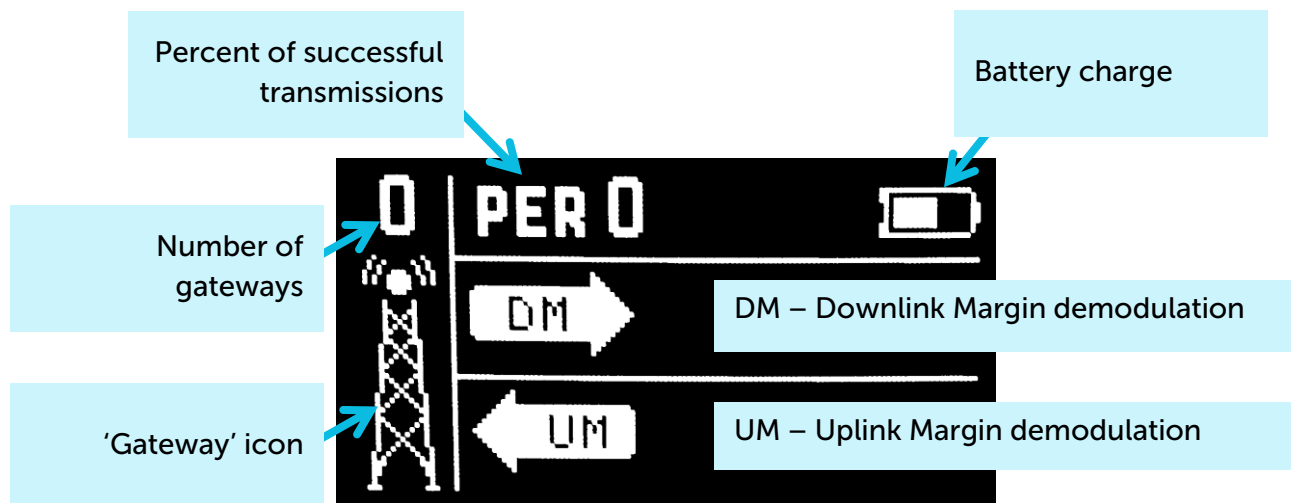 Percent of successful
transmissions
Battery charge
0
PER 0
Number of
gateways
DM
DM – Downlink Margin demodulation
‘Gateway’ icon
UM
UM – Uplink Margin demodulation